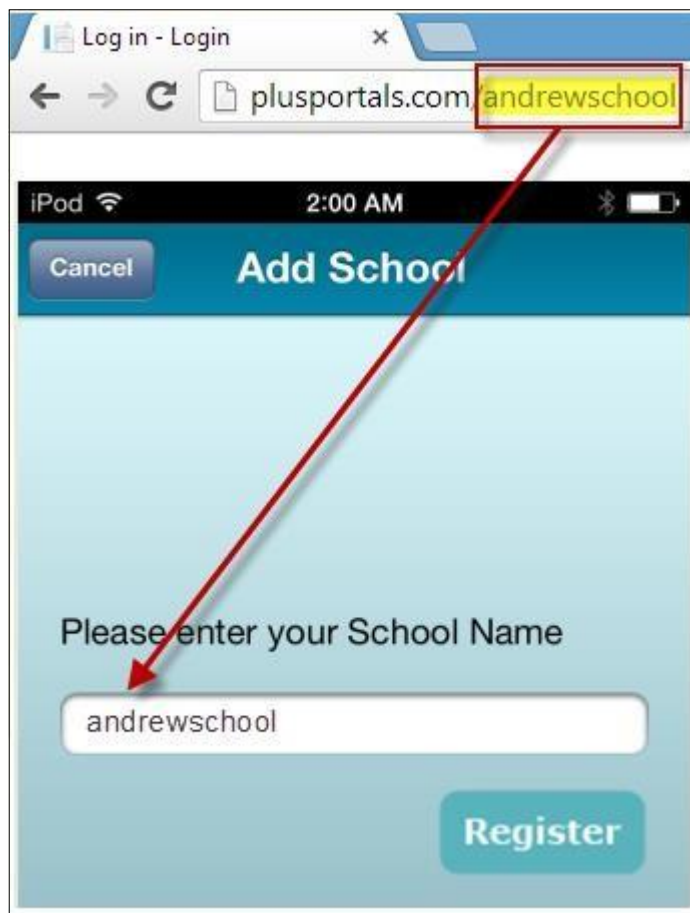 Log in - Login
plusportals.com/andrewschool
iPod 2:00 AM
Cancel Add School
Please enter your School Name
andrewschool
Register